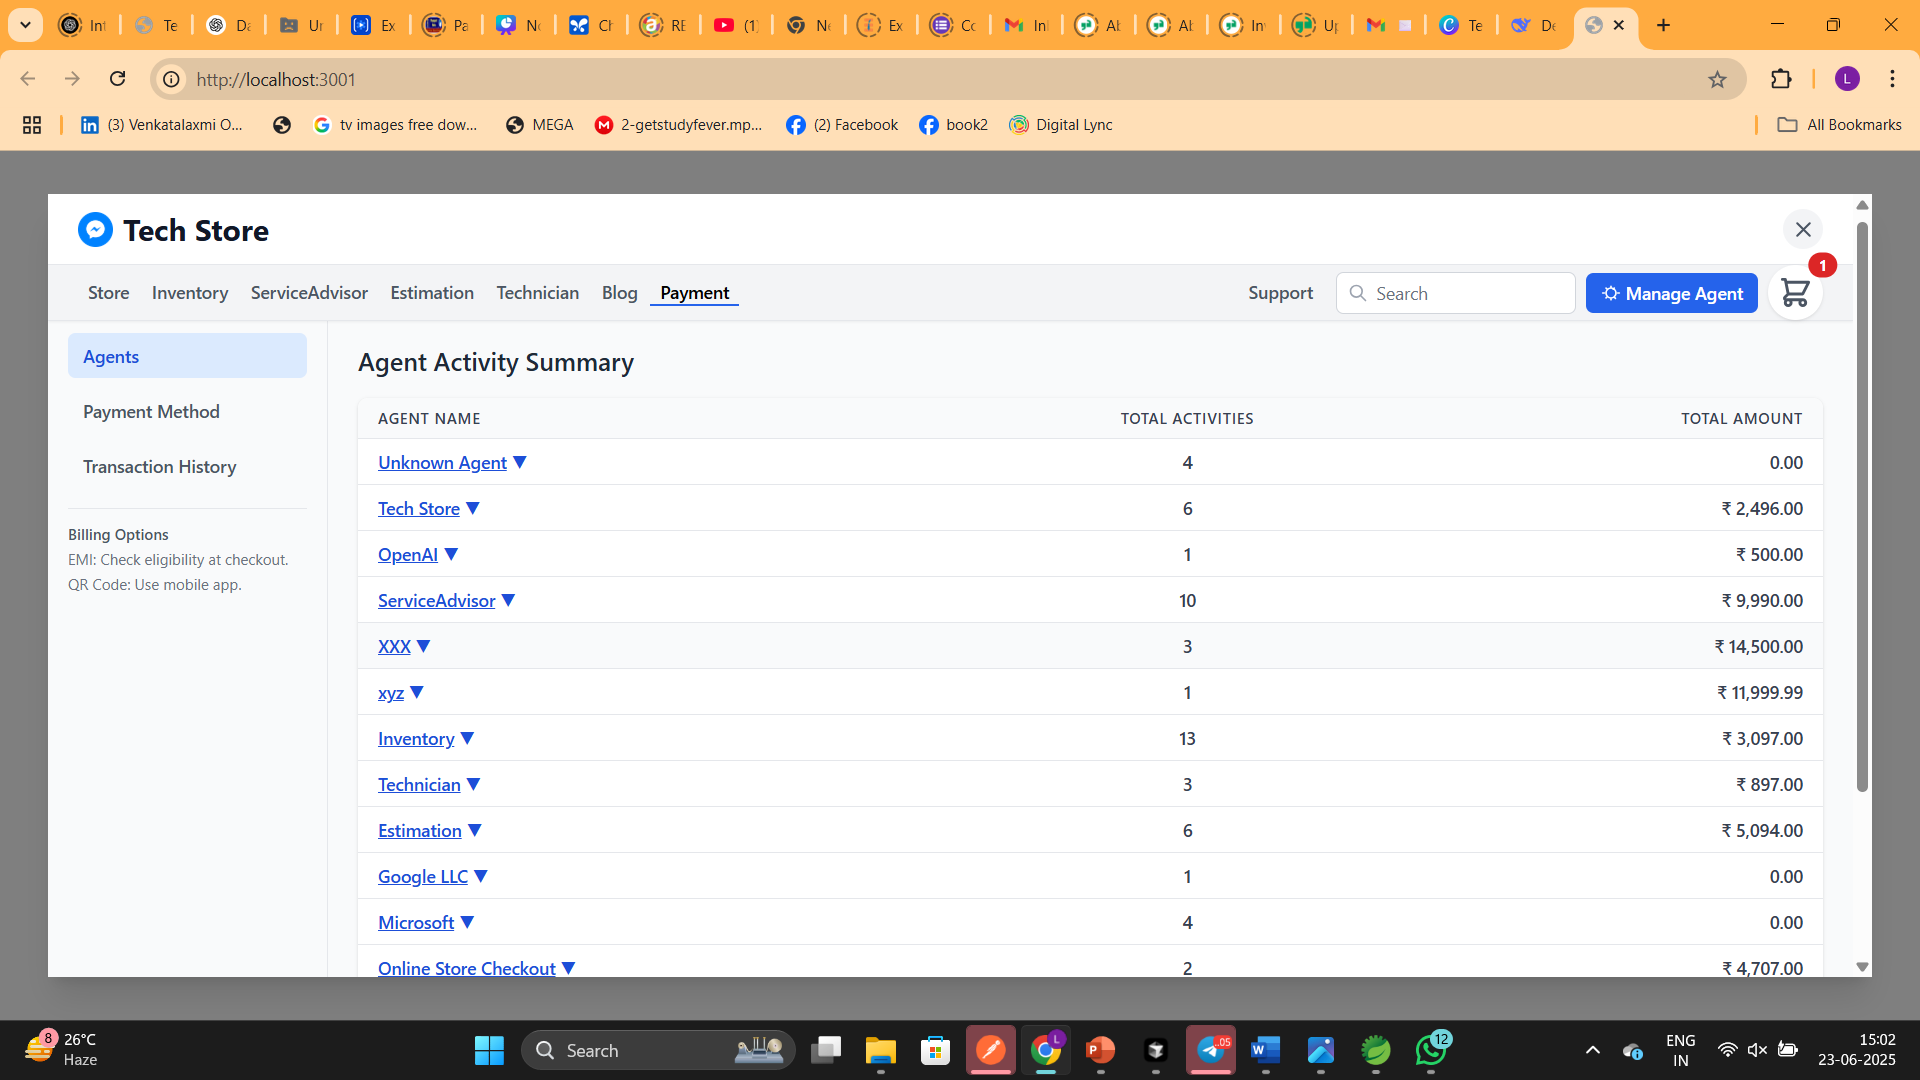 Int
Te
Da
Un
Ex
Pa
No
Ch
RE
(1)
Ne
Ex
Co
In
Ab
Ab
In
Up
Te
De
http://localhost:3001
L
(3) Venkatalaxmi O...
tv images free dow...
MEGA
2-getstudyfever.mp...
(2) Facebook
book2
Digital Lync
All Bookmarks
Tech Store
1
Store Inventory ServiceAdvisor Estimation Technician Blog Payment Support Search Manage Agent
Agents
Payment Method
Transaction History
Billing Options
EMI: Check eligibility at checkout.
QR Code: Use mobile app.
Agent Activity Summary
AGENT NAME TOTAL ACTIVITIES TOTAL AMOUNT
Unknown Agent ▼ 4 0.00
Tech Store ▼ 6 ₹ 2,496.00
OpenAI ▼ 1 ₹ 500.00
ServiceAdvisor ▼ 10 ₹ 9,990.00
XXX ▼ 3 ₹ 14,500.00
xyz ▼ 1 ₹ 11,999.99
Inventory ▼ 13 ₹ 3,097.00
Technician ▼ 3 ₹ 897.00
Estimation ▼ 6 ₹ 5,094.00
Google LLC ▼ 1 0.00
Microsoft ▼ 4 0.00
Online Store Checkout ▼ 2 ₹ 4,707.00
8
26°C
Haze
Search
L
P
.05
W
12
ENG
IN
15:02
23-06-2025